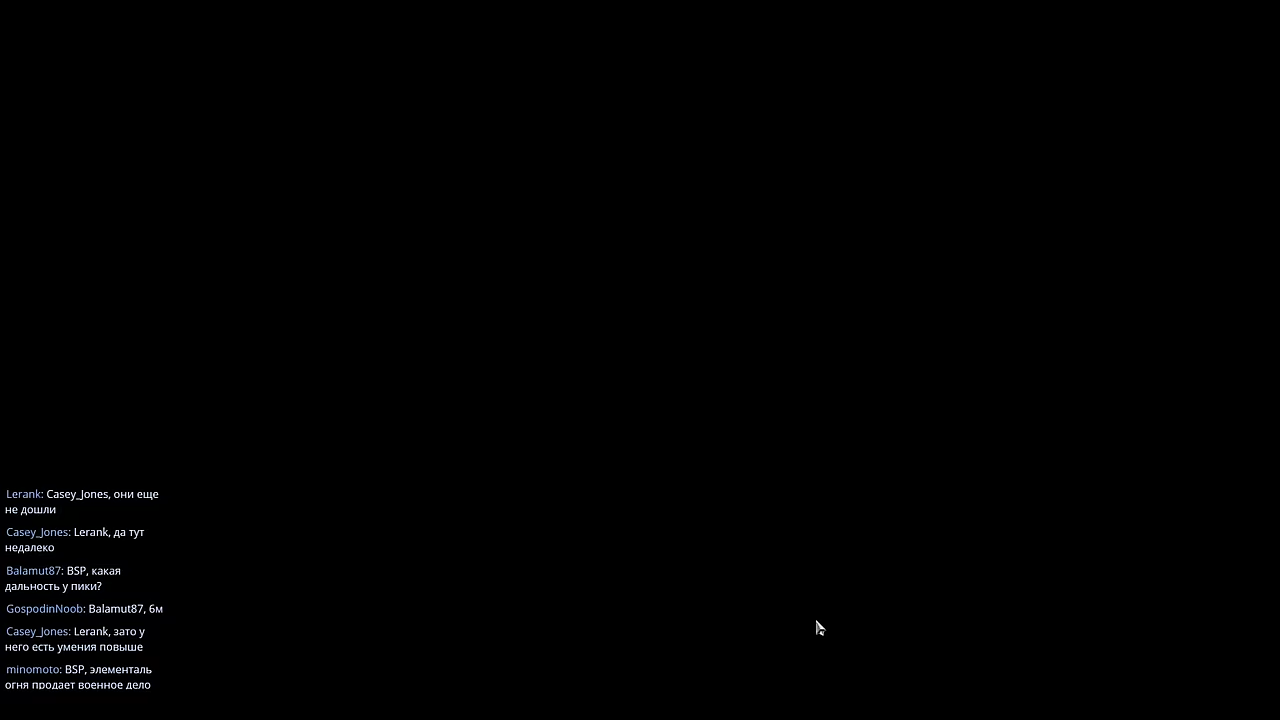 Lerank: Casey_Jones, они еще
не дошли
Casey_Jones: Lerank, да тут
недалеко
Balamut87: BSP, какая
дальность у пики?
GospodinNoob: Balamut87, 6м
Casey_Jones: Lerank, зато у
него есть умения повыше
minomoto: BSP, элементаль
огня продает военное дело